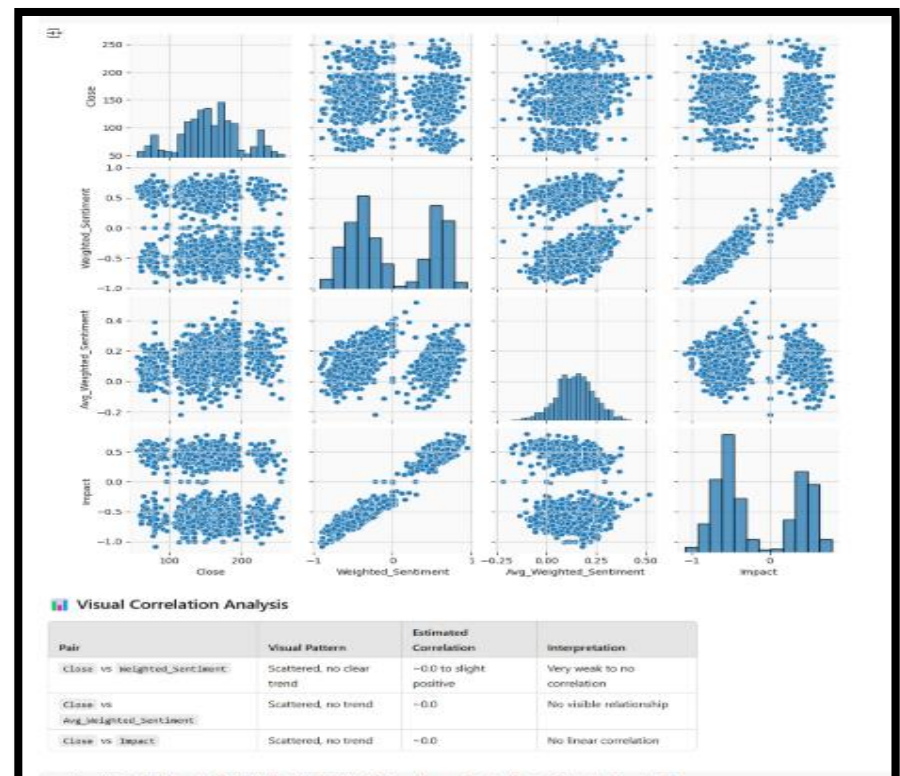 250
200
150
100
50
Close
1.0
0.5
0.0
−0.5
−1.0
Weighted_Sentiment
0.4
0.2
0.0
−0.2
Avg_Weighted_Sentiment
0.5
0.0
−0.5
−1.0
Impact
100 200
Close
−1 0 1
Weighted_Sentiment
−0.25 0.00 0.25 0.50
Avg_Weighted_Sentiment
−1 0
Impact
Visual Correlation Analysis
Pair Visual Pattern Estimated Correlation Interpretation
Close vs Weighted_Sentiment Scattered, no clear trend ~0.0 to slight positive Very weak to no correlation
Close vs Avg_Weighted_Sentiment Scattered, no trend ~0.0 No visible relationship
Close vs Impact Scattered, no trend ~0.0 No linear correlation